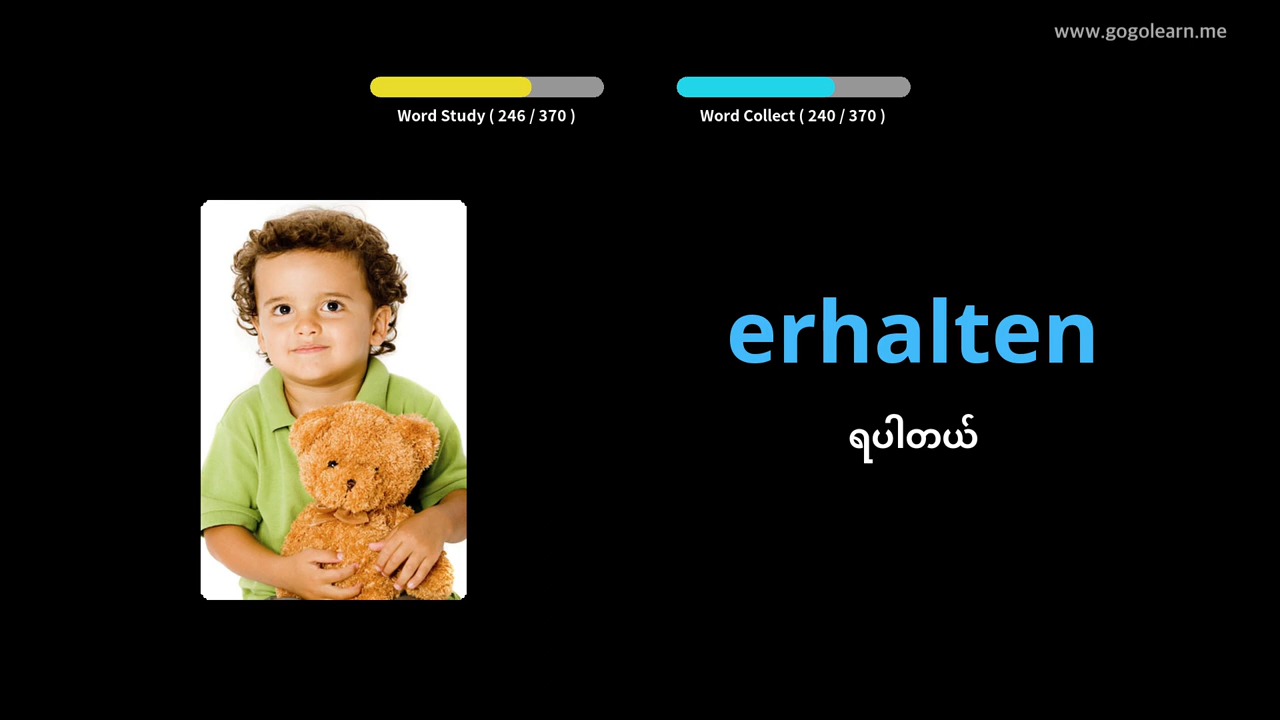 www.gogolearn.me
Word Study ( 246 / 370 )
Word Collect ( 240 / 370 )
erhalten
ရပါတယ်